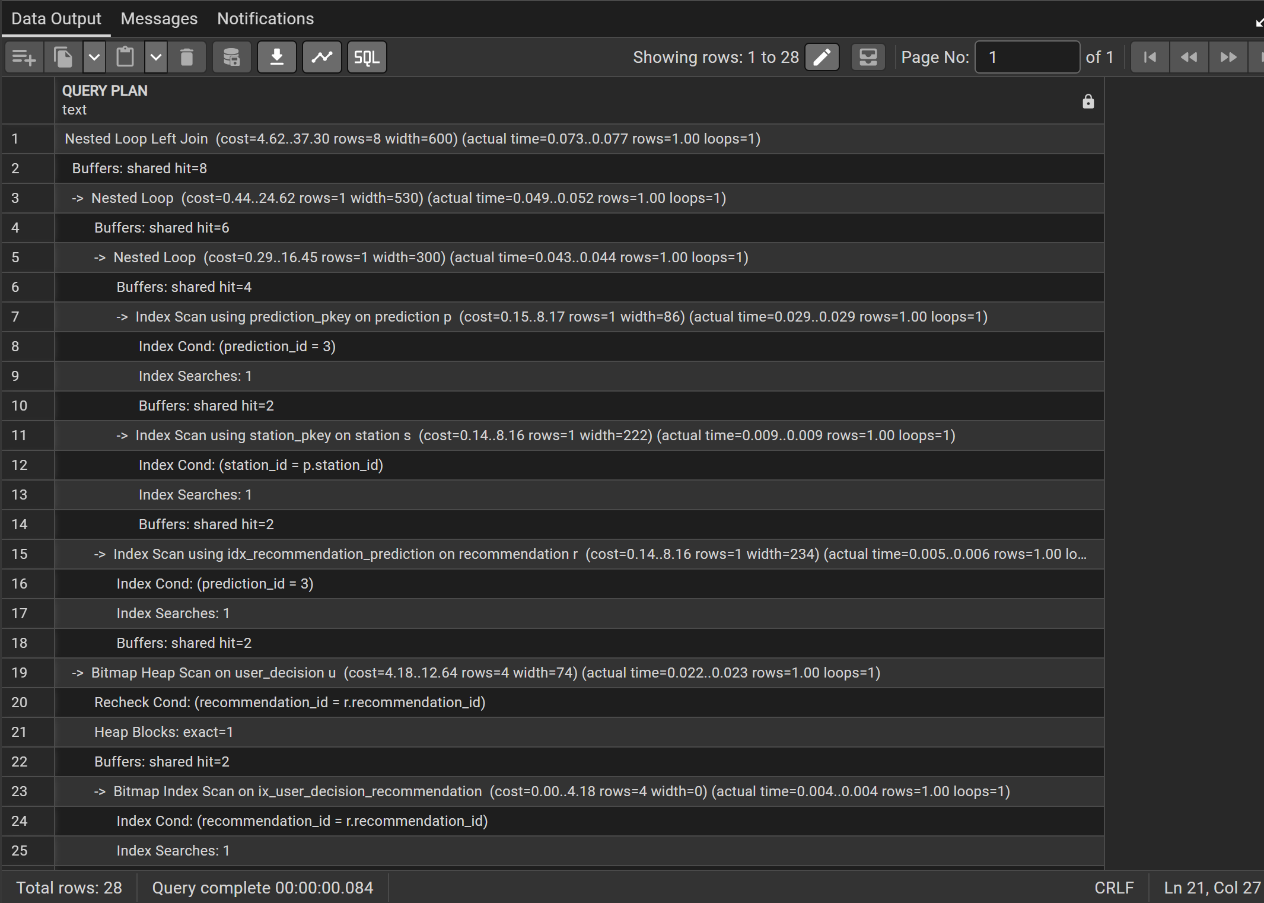 Data Output Messages Notifications
SQL Showing rows: 1 to 28 Page No: 1 of 1
QUERY PLAN
text
1 Nested Loop Left Join (cost=4.62..37.30 rows=8 width=600) (actual time=0.073..0.077 rows=1.00 loops=1)
2 Buffers: shared hit=8
3 -> Nested Loop (cost=0.44..24.62 rows=1 width=530) (actual time=0.049..0.052 rows=1.00 loops=1)
4 Buffers: shared hit=6
5 -> Nested Loop (cost=0.29..16.45 rows=1 width=300) (actual time=0.043..0.044 rows=1.00 loops=1)
6 Buffers: shared hit=4
7 -> Index Scan using prediction_pkey on prediction p (cost=0.15..8.17 rows=1 width=86) (actual time=0.029..0.029 rows=1.00 loops=1)
8 Index Cond: (prediction_id = 3)
9 Index Searches: 1
10 Buffers: shared hit=2
11 -> Index Scan using station_pkey on station s (cost=0.14..8.16 rows=1 width=222) (actual time=0.009..0.009 rows=1.00 loops=1)
12 Index Cond: (station_id = p.station_id)
13 Index Searches: 1
14 Buffers: shared hit=2
15 -> Index Scan using idx_recommendation_prediction on recommendation r (cost=0.14..8.16 rows=1 width=234) (actual time=0.005..0.006 rows=1.00 lo...
16 Index Cond: (prediction_id = 3)
17 Index Searches: 1
18 Buffers: shared hit=2
19 -> Bitmap Heap Scan on user_decision u (cost=4.18..12.64 rows=4 width=74) (actual time=0.022..0.023 rows=1.00 loops=1)
20 Recheck Cond: (recommendation_id = r.recommendation_id)
21 Heap Blocks: exact=1
22 Buffers: shared hit=2
23 -> Bitmap Index Scan on ix_user_decision_recommendation (cost=0.00..4.18 rows=4 width=0) (actual time=0.004..0.004 rows=1.00 loops=1)
24 Index Cond: (recommendation_id = r.recommendation_id)
25 Index Searches: 1
Total rows: 28 Query complete 00:00:00.084 CRLF Ln 21, Col 27